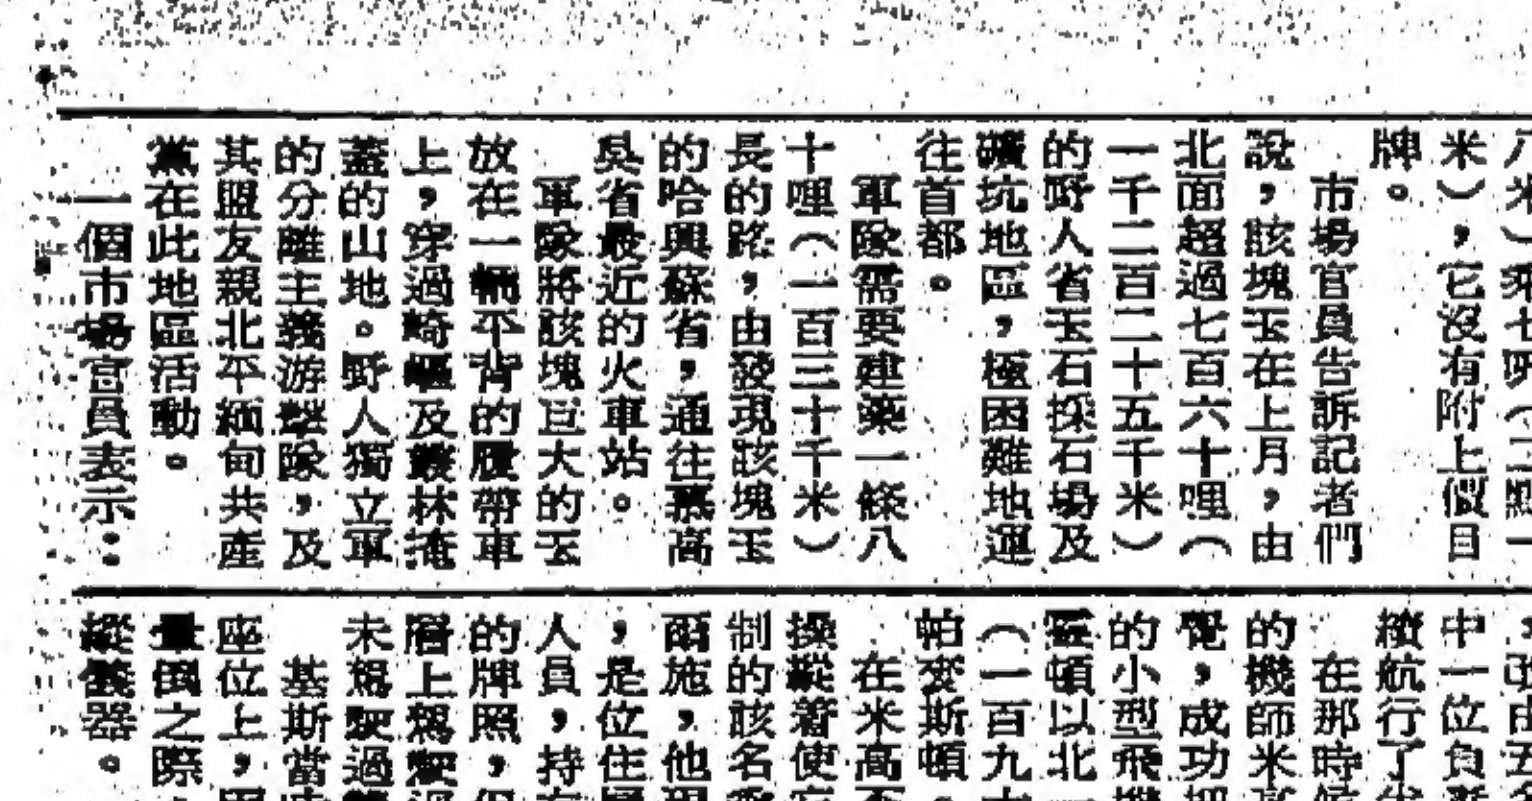 米），它沒有附上價目
牌。
市場官員告訴記者們
說，該塊玉在上月，由
北面超過七百六十哩（
一千二百二十五千米）
的野人省玉石採石場及
礦坑地區，極困難地運
往首都。
軍隊需要建築一條八
十哩（一百三十千米）
長的路，由發現該塊玉
的哈興蘇省，通往慕高
吳省最近的火車站。
軍隊將該塊巨大的玉
放在一輛平背的履帶車
上，穿過崎嶇及叢林掩
蓋的山地。野人獨立軍
的分離主義游擊隊，及
其盟友親北平緬甸共產
黨在此地區活動。
一個市場官員表示：
中一位負
續航行了
在那時
的機師米
覺，成功
的小型飛
區頓以北
（一百九
帕麥斯頓
在米高
操縱着使
制的該名
爾施，他
，是位住
人員，持
的牌照，
層上駕駛
未駕駛過
基斯當
座位上，
暈倒之際
縱儀器。